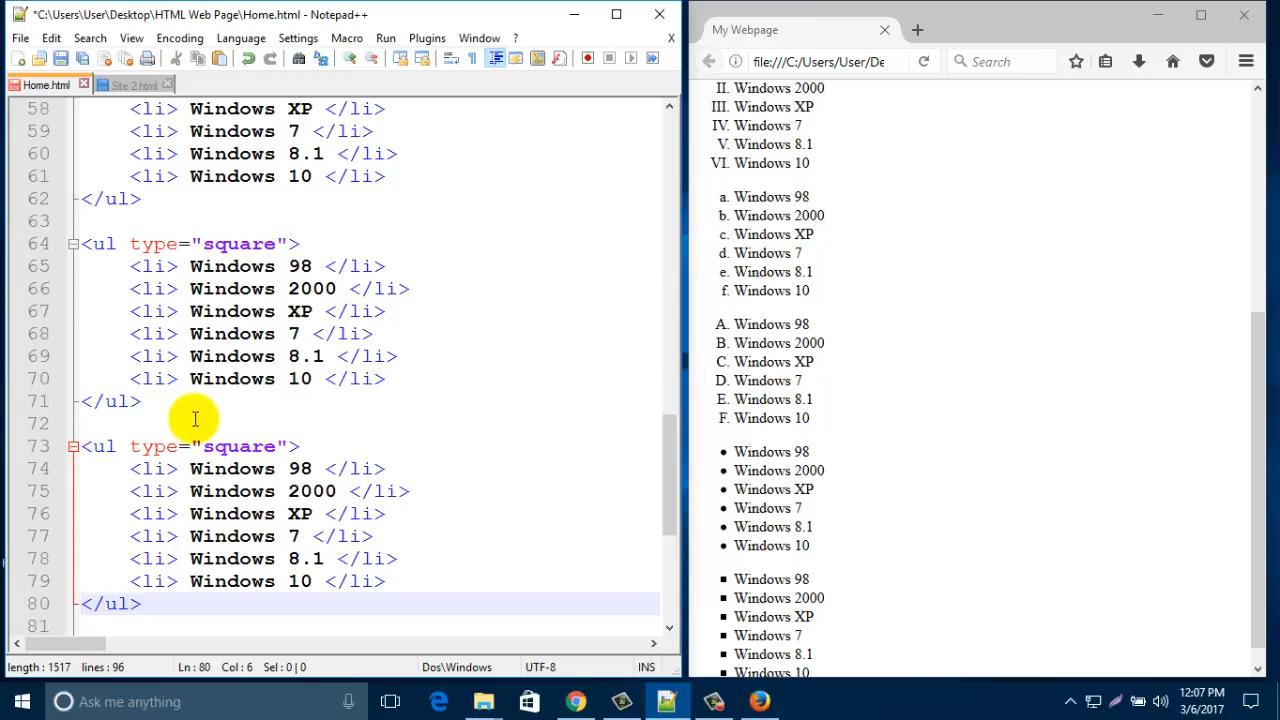 *C:\Users\User\Desktop\HTML Web Page\Home.html - Notepad++
File Edit Search View Encoding Language Settings Macro Run Plugins Window ? X
Home.html Site 2.html
58 <li> Windows XP </li>
59 <li> Windows 7 </li>
60 <li> Windows 8.1 </li>
61 <li> Windows 10 </li>
62 </ul>
63
64 <ul type="square">
65 <li> Windows 98 </li>
66 <li> Windows 2000 </li>
67 <li> Windows XP </li>
68 <li> Windows 7 </li>
69 <li> Windows 8.1 </li>
70 <li> Windows 10 </li>
71 </ul>
72
73 <ul type="square">
74 <li> Windows 98 </li>
75 <li> Windows 2000 </li>
76 <li> Windows XP </li>
77 <li> Windows 7 </li>
78 <li> Windows 8.1 </li>
79 <li> Windows 10 </li>
80 </ul>
81
length : 1517 lines : 96 Ln : 80 Col : 6 Sel : 0 | 0 Dos\Windows UTF-8 INS
My Webpage
file:///C:/Users/User/De Search
II. Windows 2000
III. Windows XP
IV. Windows 7
V. Windows 8.1
VI. Windows 10
a. Windows 98
b. Windows 2000
c. Windows XP
d. Windows 7
e. Windows 8.1
f. Windows 10
A. Windows 98
B. Windows 2000
C. Windows XP
D. Windows 7
E. Windows 8.1
F. Windows 10
• Windows 98
• Windows 2000
• Windows XP
• Windows 7
• Windows 8.1
• Windows 10
▪ Windows 98
▪ Windows 2000
▪ Windows XP
▪ Windows 7
▪ Windows 8.1
▪ Windows 10
Ask me anything
12:07 PM
3/6/2017